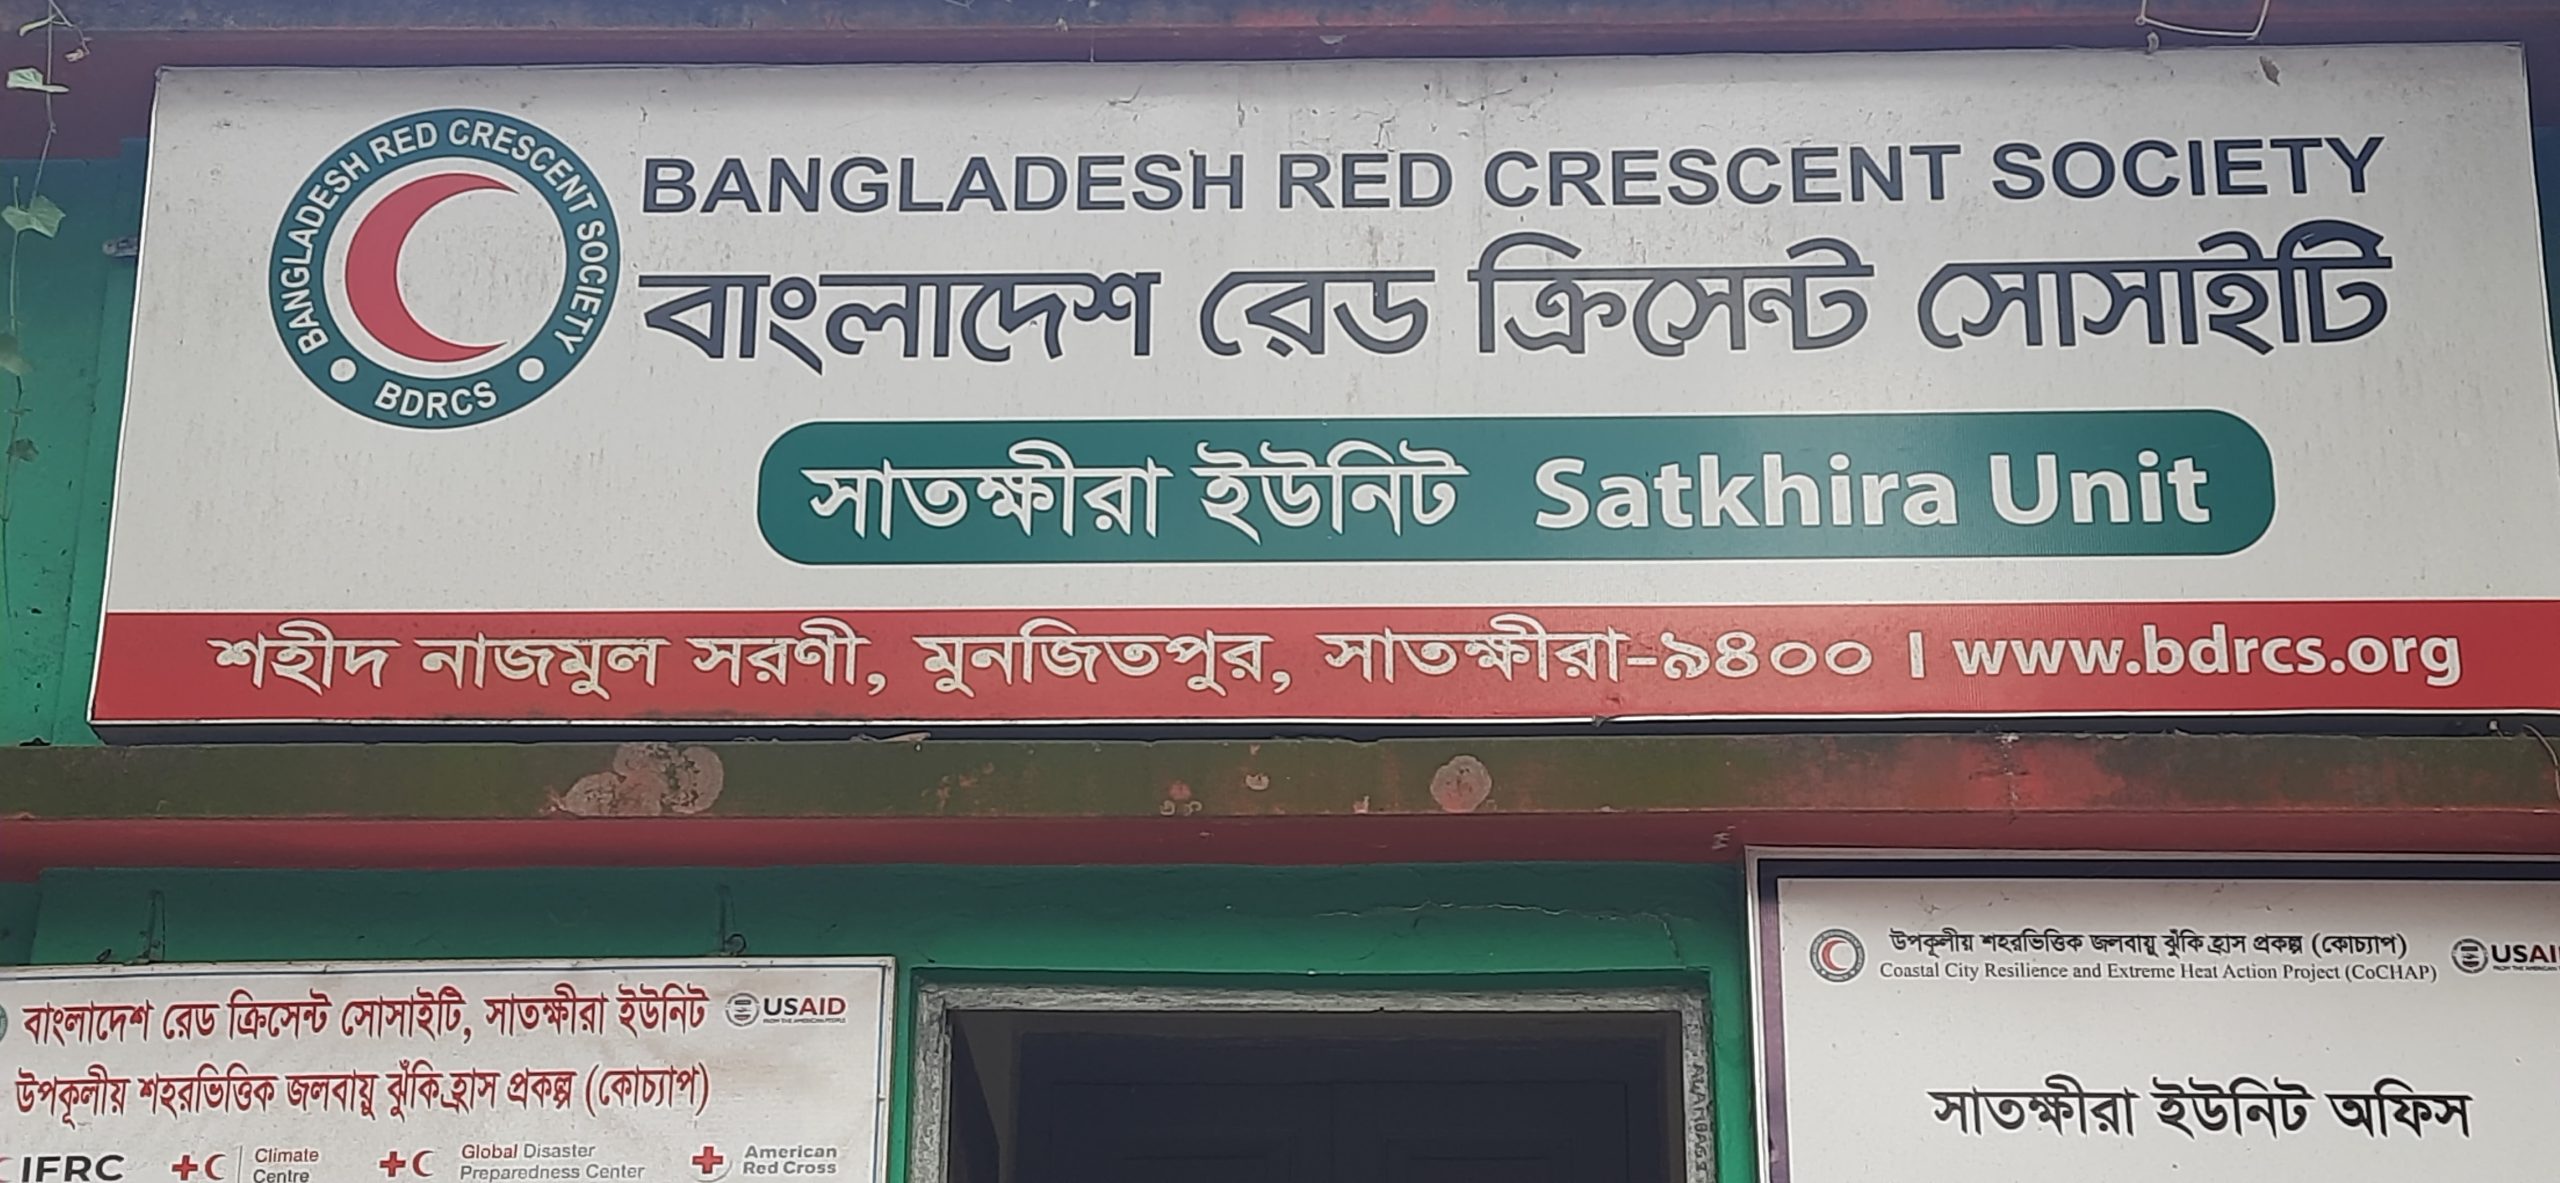 BANGLADESH RED CRESCENT SOCIETY
BDRCS
BANGLADESH RED CRESCENT SOCIETY
বাংলাদেশ রেড ক্রিসেন্ট সোসাইটি
সাতক্ষীরা ইউনিট Satkhira Unit
শহীদ নাজমুল সরণী, মুনজিতপুর, সাতক্ষীরা-৯৪০০ | www.bdrcs.org
বাংলাদেশ রেড ক্রিসেন্ট সোসাইটি, সাতক্ষীরা ইউনিট
USAID
উপকূলীয় শহরভিত্তিক জলবায়ু ঝুঁকি হ্রাস প্রকল্প (কোচ্যাপ)
IFRC
Climate
Centre
Global Disaster
Preparedness Center
American
Red Cross
উপকূলীয় শহরভিত্তিক জলবায়ু ঝুঁকি হ্রাস প্রকল্প (কোচ্যাপ)
Coastal City Resilience and Extreme Heat Action Project (CoCHAP)
USAI
সাতক্ষীরা ইউনিট অফিস